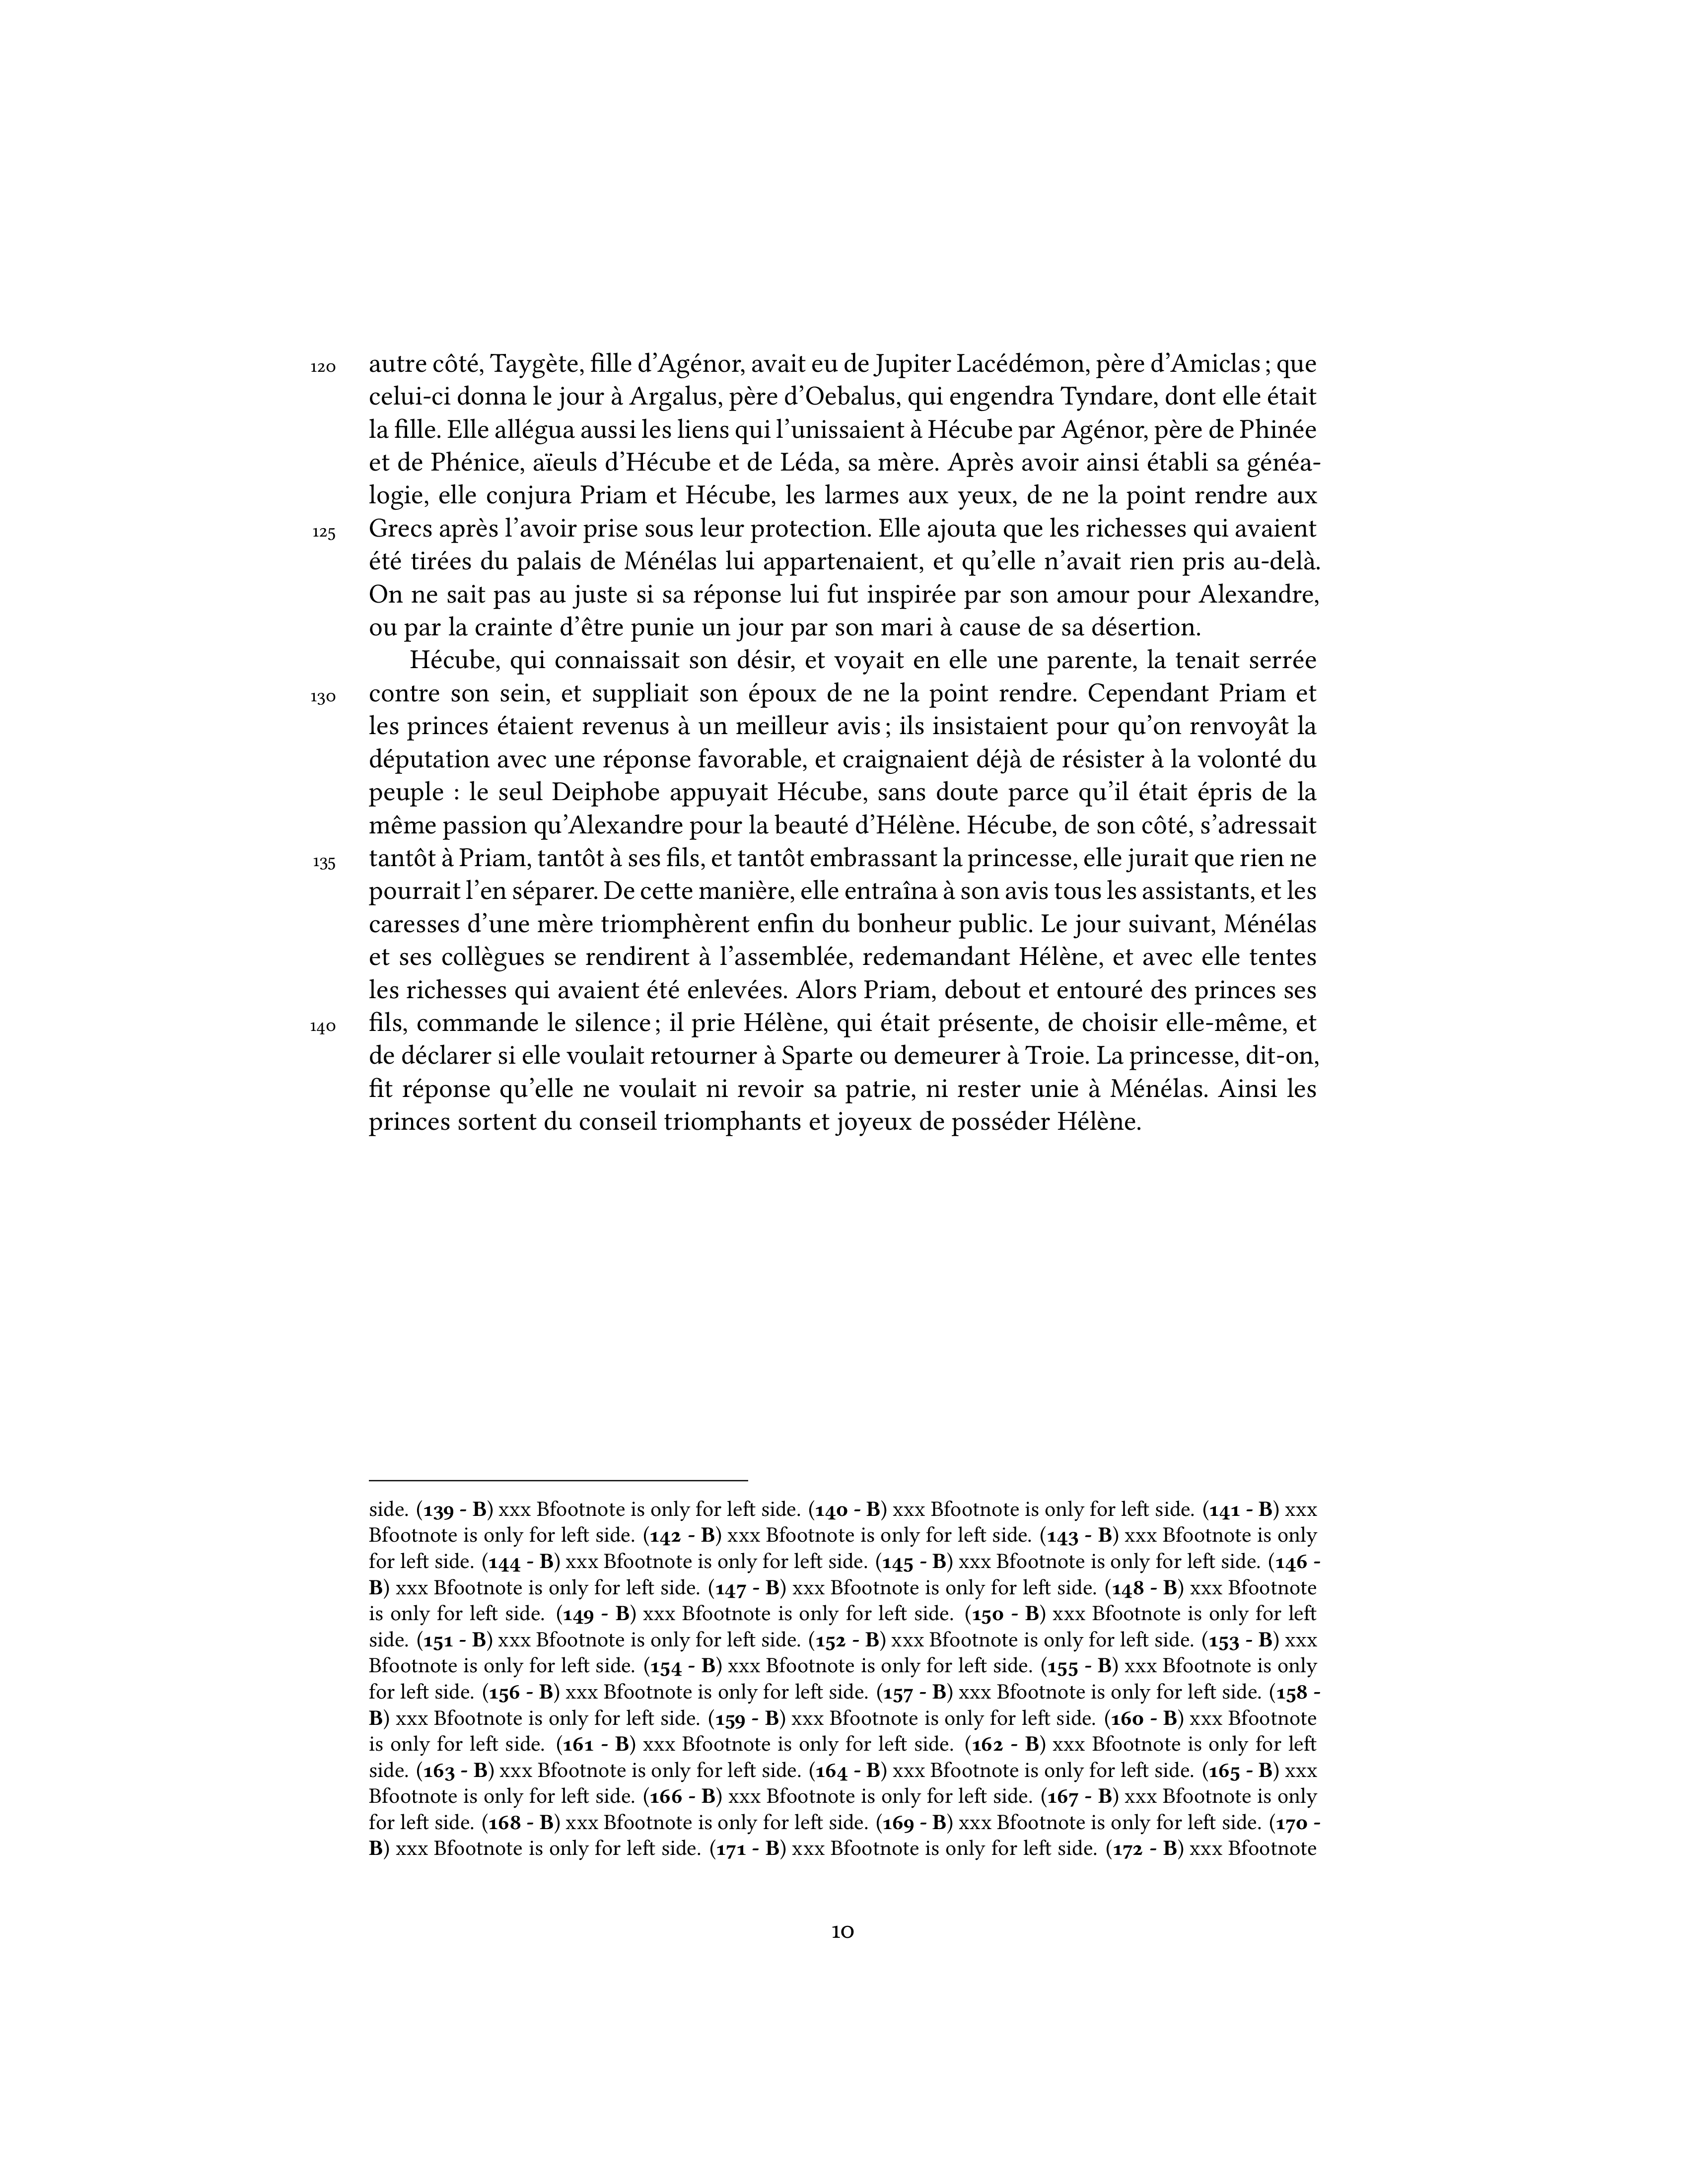 120 autre côté, Taygète, fille d’Agénor, avait eu de Jupiter Lacédémon, père d’Amiclas ; que
celui-ci donna le jour à Argalus, père d’Oebalus, qui engendra Tyndare, dont elle était
la fille. Elle allégua aussi les liens qui l’unissaient à Hécube par Agénor, père de Phinée
et de Phénice, aïeuls d’Hécube et de Léda, sa mère. Après avoir ainsi établi sa généa-
logie, elle conjura Priam et Hécube, les larmes aux yeux, de ne la point rendre aux
125 Grecs après l’avoir prise sous leur protection. Elle ajouta que les richesses qui avaient
été tirées du palais de Ménélas lui appartenaient, et qu’elle n’avait rien pris au-delà.
On ne sait pas au juste si sa réponse lui fut inspirée par son amour pour Alexandre,
ou par la crainte d’être punie un jour par son mari à cause de sa désertion.
Hécube, qui connaissait son désir, et voyait en elle une parente, la tenait serrée
130 contre son sein, et suppliait son époux de ne la point rendre. Cependant Priam et
les princes étaient revenus à un meilleur avis ; ils insistaient pour qu’on renvoyât la
députation avec une réponse favorable, et craignaient déjà de résister à la volonté du
peuple : le seul Deiphobe appuyait Hécube, sans doute parce qu’il était épris de la
même passion qu’Alexandre pour la beauté d’Hélène. Hécube, de son côté, s’adressait
135 tantôt à Priam, tantôt à ses fils, et tantôt embrassant la princesse, elle jurait que rien ne
pourrait l’en séparer. De cette manière, elle entraîna à son avis tous les assistants, et les
caresses d’une mère triomphèrent enfin du bonheur public. Le jour suivant, Ménélas
et ses collègues se rendirent à l’assemblée, redemandant Hélène, et avec elle tentes
les richesses qui avaient été enlevées. Alors Priam, debout et entouré des princes ses
140 fils, commande le silence ; il prie Hélène, qui était présente, de choisir elle-même, et
de déclarer si elle voulait retourner à Sparte ou demeurer à Troie. La princesse, dit-on,
fit réponse qu’elle ne voulait ni revoir sa patrie, ni rester unie à Ménélas. Ainsi les
princes sortent du conseil triomphants et joyeux de posséder Hélène.
side. (139 - B) xxx Bfootnote is only for left side. (140 - B) xxx Bfootnote is only for left side. (141 - B) xxx
Bfootnote is only for left side. (142 - B) xxx Bfootnote is only for left side. (143 - B) xxx Bfootnote is only
for left side. (144 - B) xxx Bfootnote is only for left side. (145 - B) xxx Bfootnote is only for left side. (146 -
B) xxx Bfootnote is only for left side. (147 - B) xxx Bfootnote is only for left side. (148 - B) xxx Bfootnote
is only for left side. (149 - B) xxx Bfootnote is only for left side. (150 - B) xxx Bfootnote is only for left
side. (151 - B) xxx Bfootnote is only for left side. (152 - B) xxx Bfootnote is only for left side. (153 - B) xxx
Bfootnote is only for left side. (154 - B) xxx Bfootnote is only for left side. (155 - B) xxx Bfootnote is only
for left side. (156 - B) xxx Bfootnote is only for left side. (157 - B) xxx Bfootnote is only for left side. (158 -
B) xxx Bfootnote is only for left side. (159 - B) xxx Bfootnote is only for left side. (160 - B) xxx Bfootnote
is only for left side. (161 - B) xxx Bfootnote is only for left side. (162 - B) xxx Bfootnote is only for left
side. (163 - B) xxx Bfootnote is only for left side. (164 - B) xxx Bfootnote is only for left side. (165 - B) xxx
Bfootnote is only for left side. (166 - B) xxx Bfootnote is only for left side. (167 - B) xxx Bfootnote is only
for left side. (168 - B) xxx Bfootnote is only for left side. (169 - B) xxx Bfootnote is only for left side. (170 -
B) xxx Bfootnote is only for left side. (171 - B) xxx Bfootnote is only for left side. (172 - B) xxx Bfootnote
10